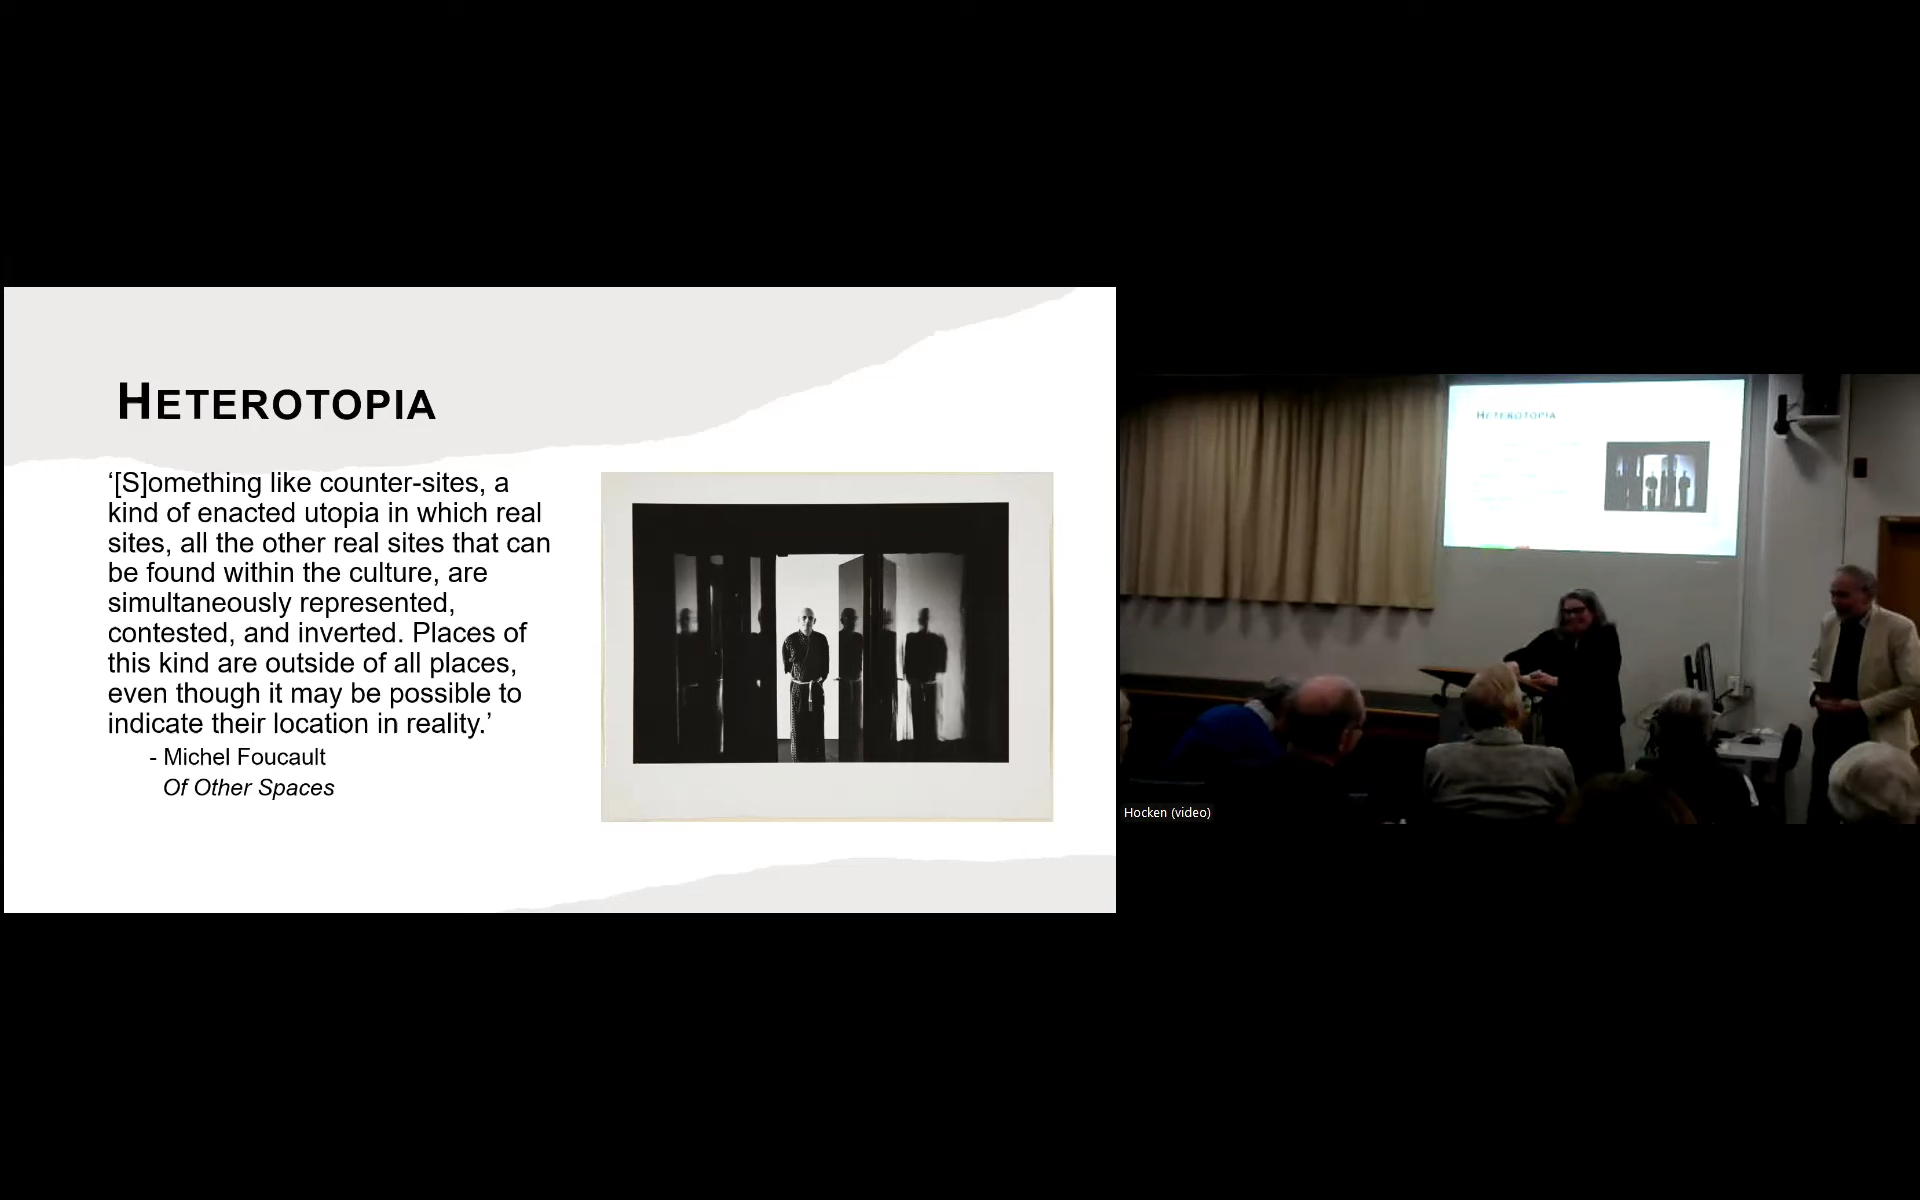 HETEROTOPIA
‘[S]omething like counter-sites, a
kind of enacted utopia in which real
sites, all the other real sites that can
be found within the culture, are
simultaneously represented,
contested, and inverted. Places of
this kind are outside of all places,
even though it may be possible to
indicate their location in reality.’
- Michel Foucault
Of Other Spaces
HETEROTOPIA
Hocken (video)